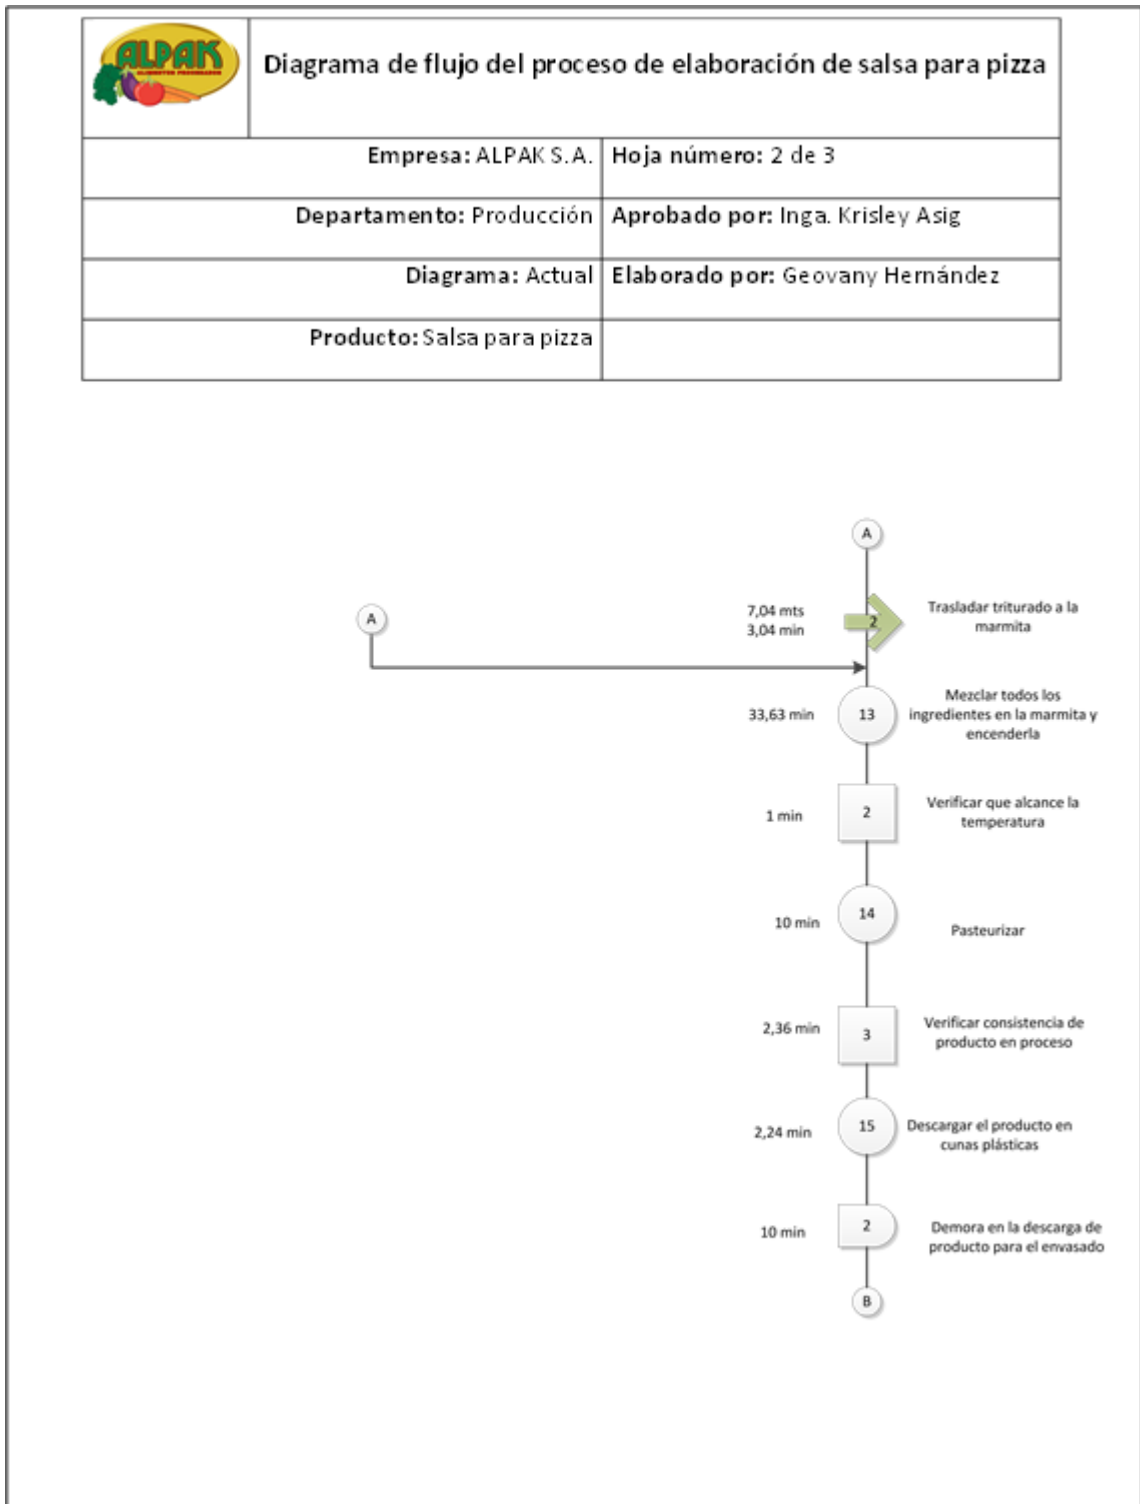 ALPAK
ALIMENTOS PROCESADOS
Diagrama de flujo del proceso de elaboración de salsa para pizza
Empresa: ALPAK S.A.
Hoja número: 2 de 3
Departamento: Producción
Aprobado por: Inga. Krisley Asig
Diagrama: Actual
Elaborado por: Geovany Hernández
Producto: Salsa para pizza
A
7,04 mts
3,04 min
2
Trasladar triturado a la
marmita
A
33,63 min
13
Mezclar todos los
ingredientes en la marmita y
encenderla
1 min
2
Verificar que alcance la
temperatura
10 min
14
Pasteurizar
2,36 min
3
Verificar consistencia de
producto en proceso
2,24 min
15
Descargar el producto en
cunas plásticas
10 min
2
Demora en la descarga de
producto para el envasado
B